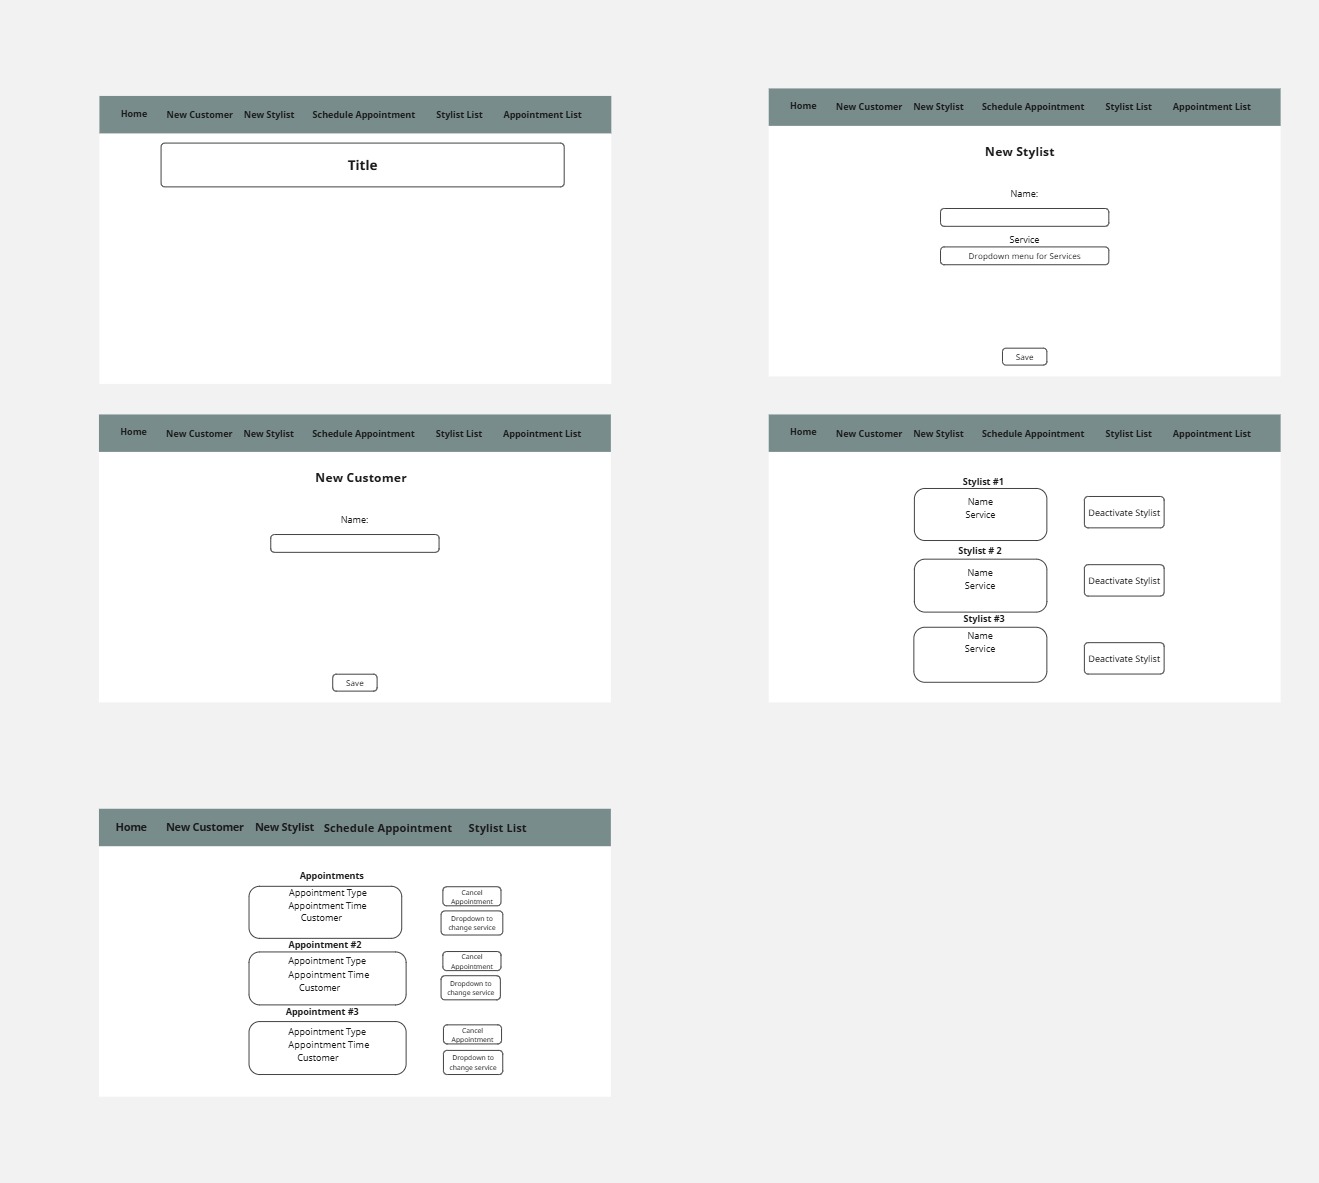 Home New Customer New Stylist Schedule Appointment Stylist List Appointment List
Title
Home New Customer New Stylist Schedule Appointment Stylist List Appointment List
New Stylist
Name:
Service
Dropdown menu for Services
Save
Home New Customer New Stylist Schedule Appointment Stylist List Appointment List
New Customer
Name:
Save
Home New Customer New Stylist Schedule Appointment Stylist List Appointment List
Stylist #1
Name
Service
Deactivate Stylist
Stylist # 2
Name
Service
Deactivate Stylist
Stylist #3
Name
Service
Deactivate Stylist
Home New Customer New Stylist Schedule Appointment Stylist List
Appointments
Appointment Type
Appointment Time
Customer
Cancel
Appointment
Dropdown to
change service
Appointment #2
Appointment Type
Appointment Time
Customer
Cancel
Appointment
Dropdown to
change service
Appointment #3
Appointment Type
Appointment Time
Customer
Cancel
Appointment
Dropdown to
change service